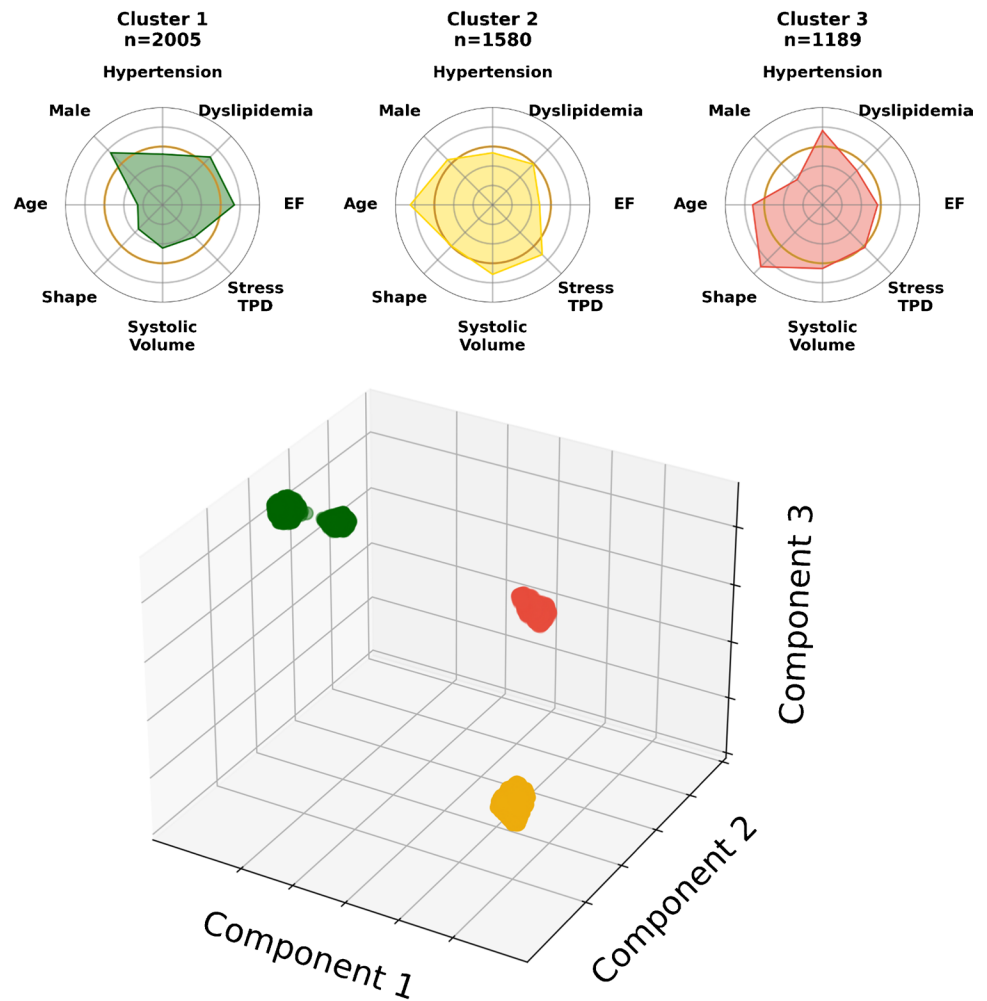 Cluster 1
n=2005
Hypertension
Male
Dyslipidemia
Age
EF
Shape
Stress
TPD
Systolic
Volume
Cluster 2
n=1580
Hypertension
Male
Dyslipidemia
Age
EF
Shape
Stress
TPD
Systolic
Volume
Cluster 3
n=1189
Hypertension
Male
Dyslipidemia
Age
EF
Shape
Stress
TPD
Systolic
Volume
Component 3
Component 2
Component 1